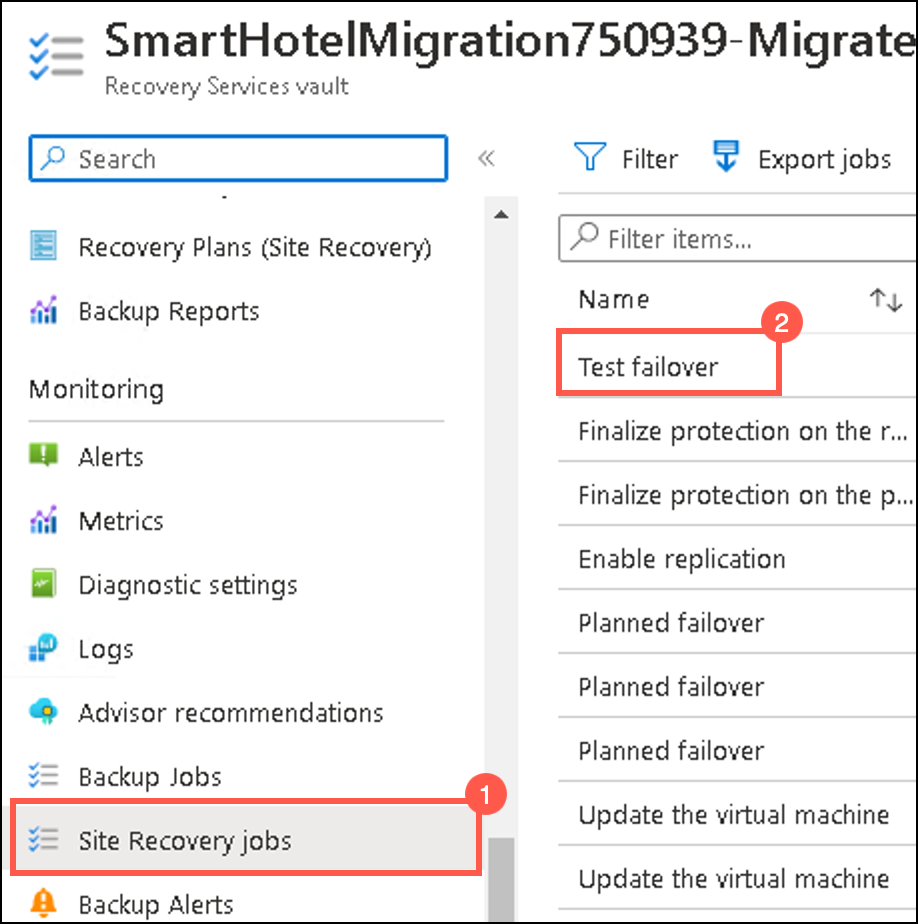 SmartHotelMigration750939-Migrate
Recovery Services vault
Search
«
Recovery Plans (Site Recovery)
Backup Reports
Monitoring
Alerts
Metrics
Diagnostic settings
Logs
Advisor recommendations
Backup Jobs
1
Site Recovery jobs
Backup Alerts
Filter
Export jobs
Filter items...
Name
2
Test failover
Finalize protection on the r...
Finalize protection on the p...
Enable replication
Planned failover
Planned failover
Planned failover
Update the virtual machine
Update the virtual machine